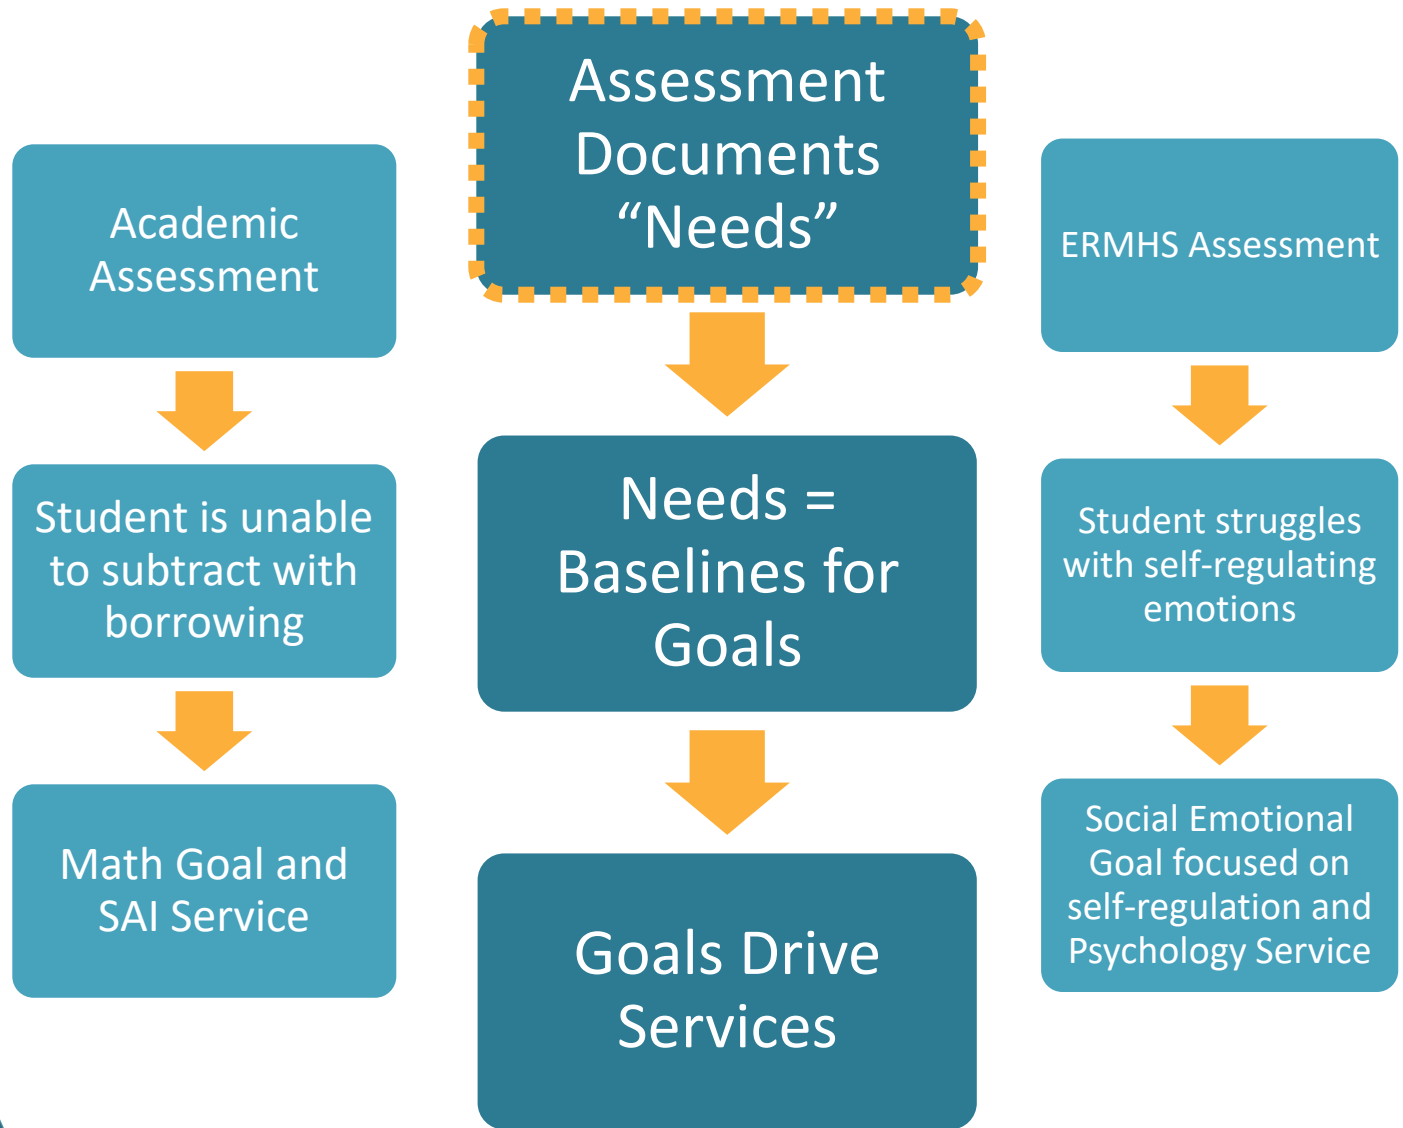 Academic
Assessment
Student is unable
to subtract with
borrowing
Math Goal and
SAI Service
Assessment
Documents
“Needs”
Needs =
Baselines for
Goals
Goals Drive
Services
ERMHS Assessment
Student struggles
with self-regulating
emotions
Social Emotional
Goal focused on
self-regulation and
Psychology Service